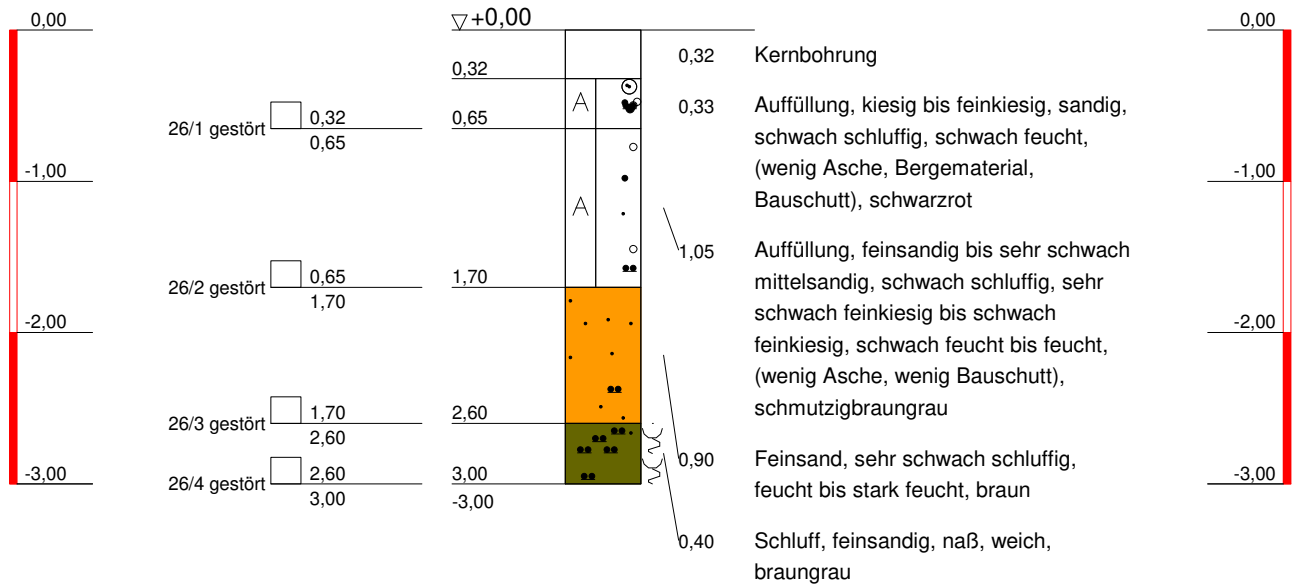 0,00
▽+0,00
0,00
0,32
0,32 Kernbohrung
A
26/1 gestört 0,32
0,65
0,65
0,33 Auffüllung, kiesig bis feinkiesig, sandig,
schwach schluffig, schwach feucht,
(wenig Asche, Bergematerial,
Bauschutt), schwarzrot
-1,00
-1,00
A
1,05 Auffüllung, feinsandig bis sehr schwach
mittelsandig, schwach schluffig, sehr
schwach feinkiesig bis schwach
feinkiesig, schwach feucht bis feucht,
(wenig Asche, wenig Bauschutt),
schmutzigbraungrau
26/2 gestört 0,65
1,70
1,70
-2,00
-2,00
26/3 gestört 1,70
2,60
2,60
0,90 Feinsand, sehr schwach schluffig,
feucht bis stark feucht, braun
-3,00
26/4 gestört 2,60
3,00
3,00
-3,00
-3,00
0,40 Schluff, feinsandig, naß, weich,
braungrau